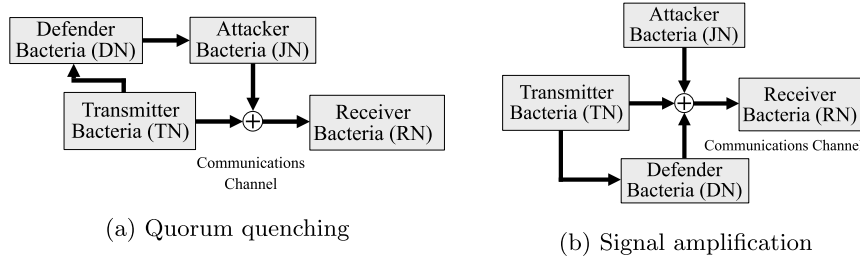 Defender
Bacteria (DN)
Attacker
Bacteria (JN)
Transmitter
Bacteria (TN)
Receiver
Bacteria (RN)
Communications
Channel
(a) Quorum quenching
Attacker
Bacteria (JN)
Transmitter
Bacteria (TN)
Receiver
Bacteria (RN)
Communications Channel
Defender
Bacteria (DN)
(b) Signal amplification